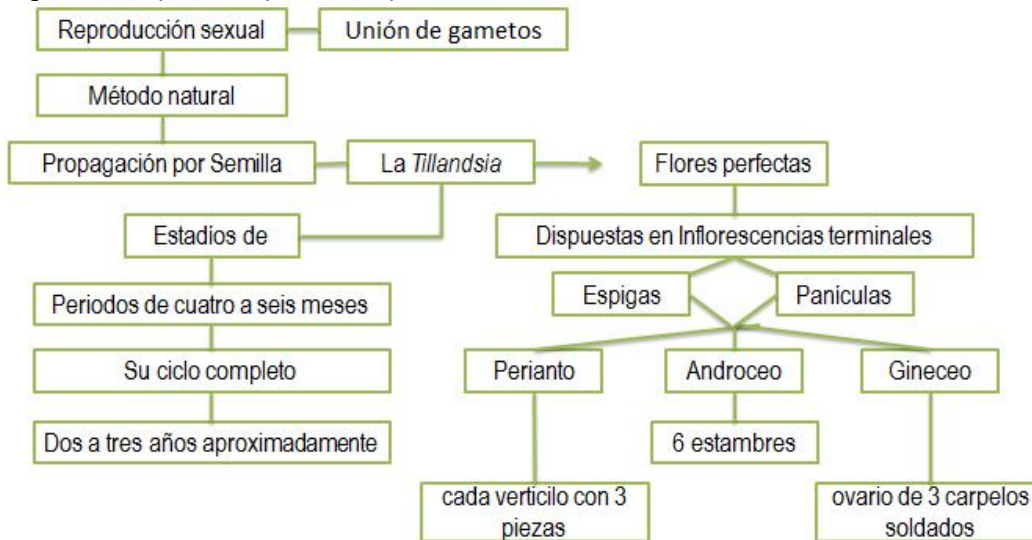 Reproducción sexual
Unión de gametos
Método natural
Propagación por Semilla
La Tillandsia
Flores perfectas
Estadios de
Dispuestas en Inflorescencias terminales
Periodos de cuatro a seis meses
Espigas
Paniculas
Su ciclo completo
Perianto
Androceo
Gineceo
Dos a tres años aproximadamente
6 estambres
cada verticilo con 3
piezas
ovario de 3 carpelos
soldados